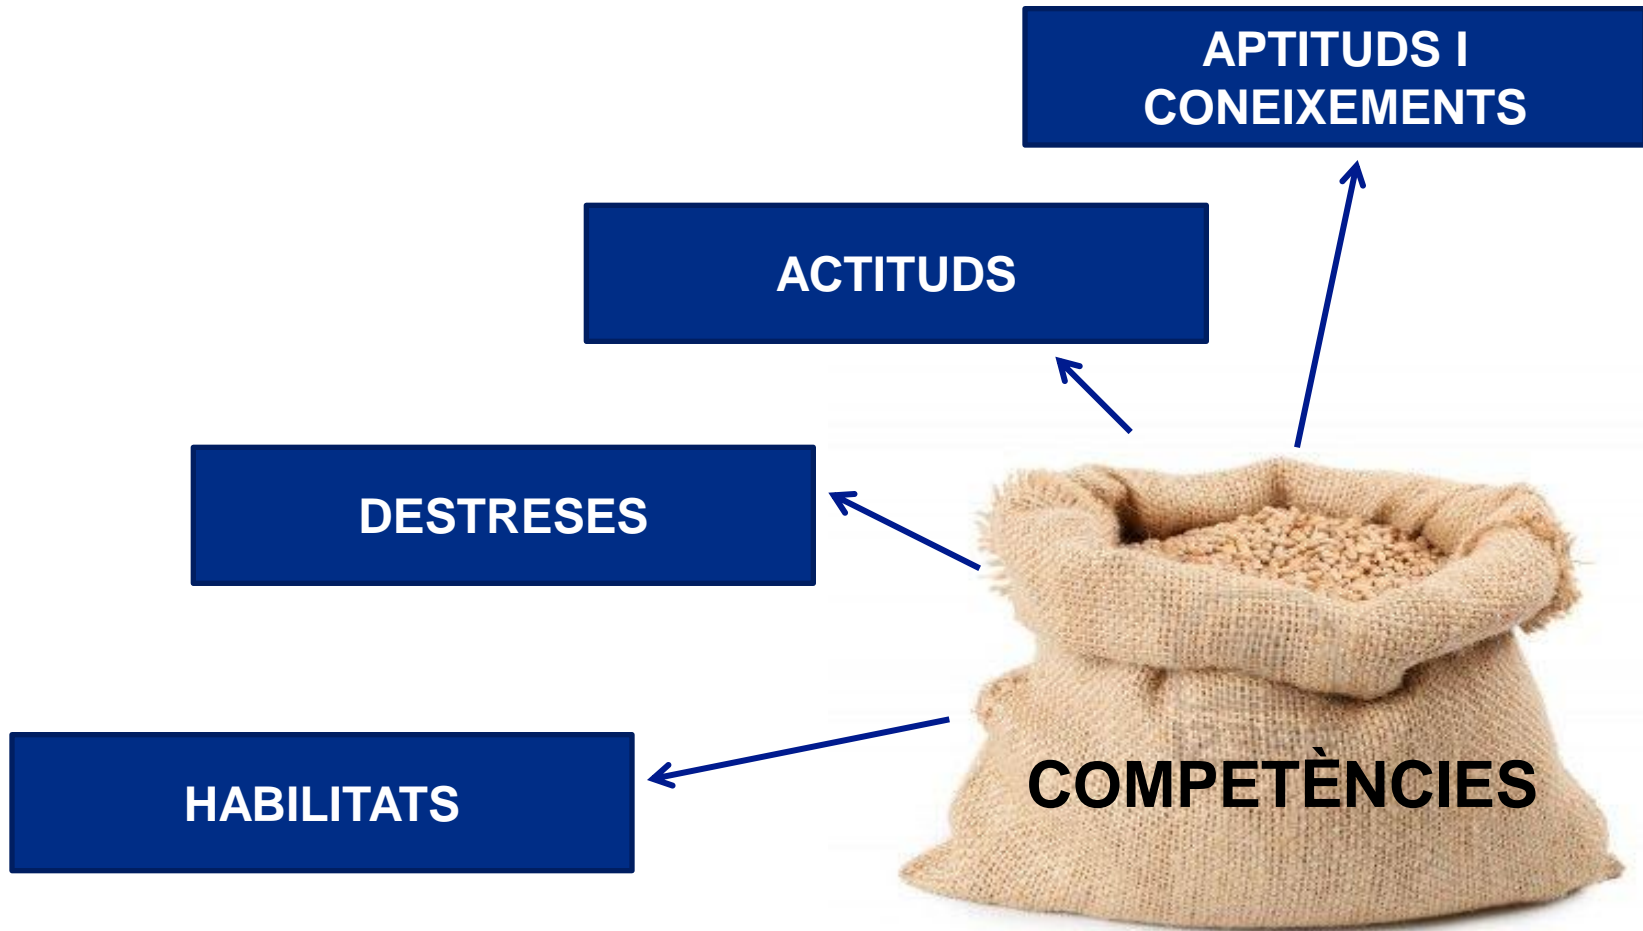 APTITUDS I
CONEIXEMENTS
ACTITUDS
DESTRESES
HABILITATS
COMPETÈNCIES